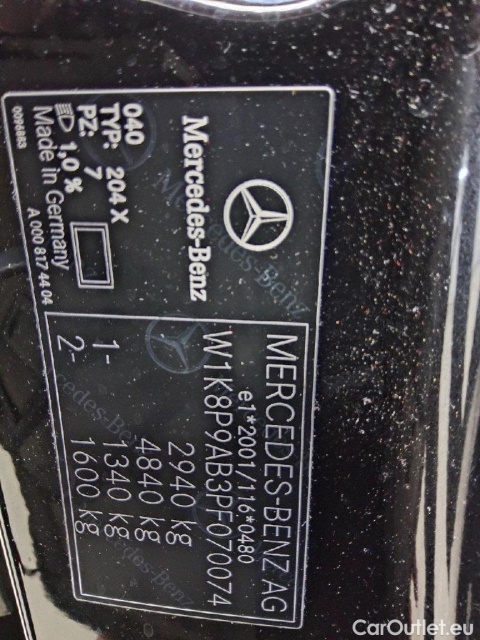 Mercedes-Benz
040
TYP: 204 X
PZ: 7
1,0 %
Made in Germany
0096883
A 000 817 44 04
MERCEDES-BENZ AG
e1*2001/116*0480
W1K8P9AB3PF070074
2940 kg
4840 kg
1- 1340 kg
2- 1600 kg
CarOutlet.eu